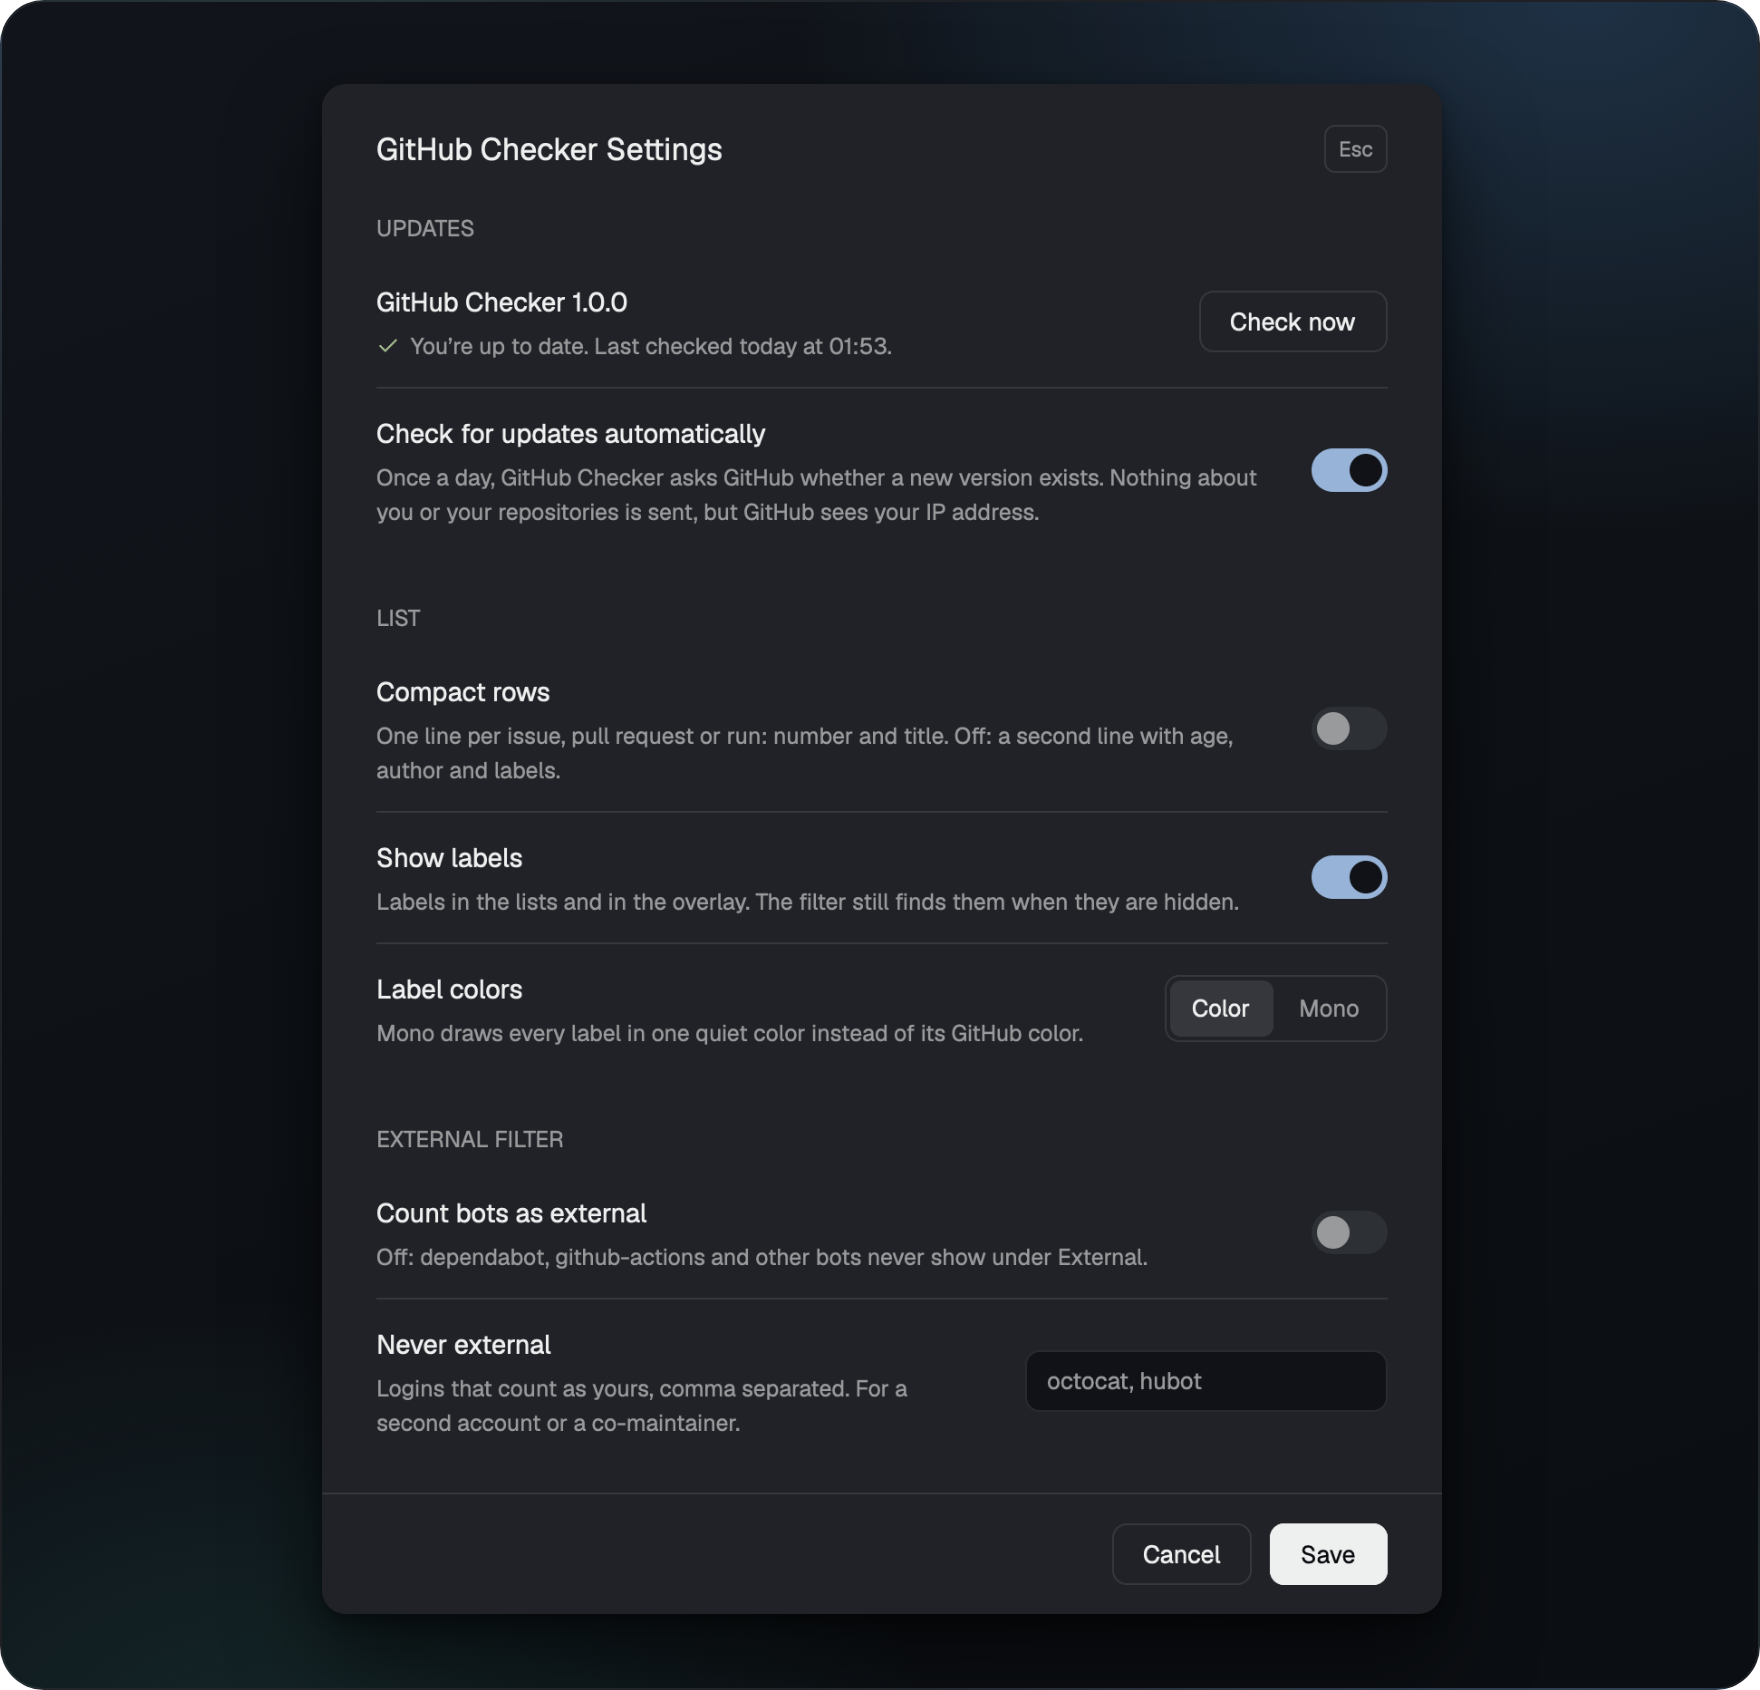 GitHub Checker Settings
Esc
UPDATES
GitHub Checker 1.0.0
You’re up to date. Last checked today at 01:53.
Check now
Check for updates automatically
Once a day, GitHub Checker asks GitHub whether a new version exists. Nothing about
you or your repositories is sent, but GitHub sees your IP address.
LIST
Compact rows
One line per issue, pull request or run: number and title. Off: a second line with age,
author and labels.
Show labels
Labels in the lists and in the overlay. The filter still finds them when they are hidden.
Label colors
Mono draws every label in one quiet color instead of its GitHub color.
Color Mono
EXTERNAL FILTER
Count bots as external
Off: dependabot, github-actions and other bots never show under External.
Never external
Logins that count as yours, comma separated. For a
second account or a co-maintainer.
octocat, hubot
Cancel Save